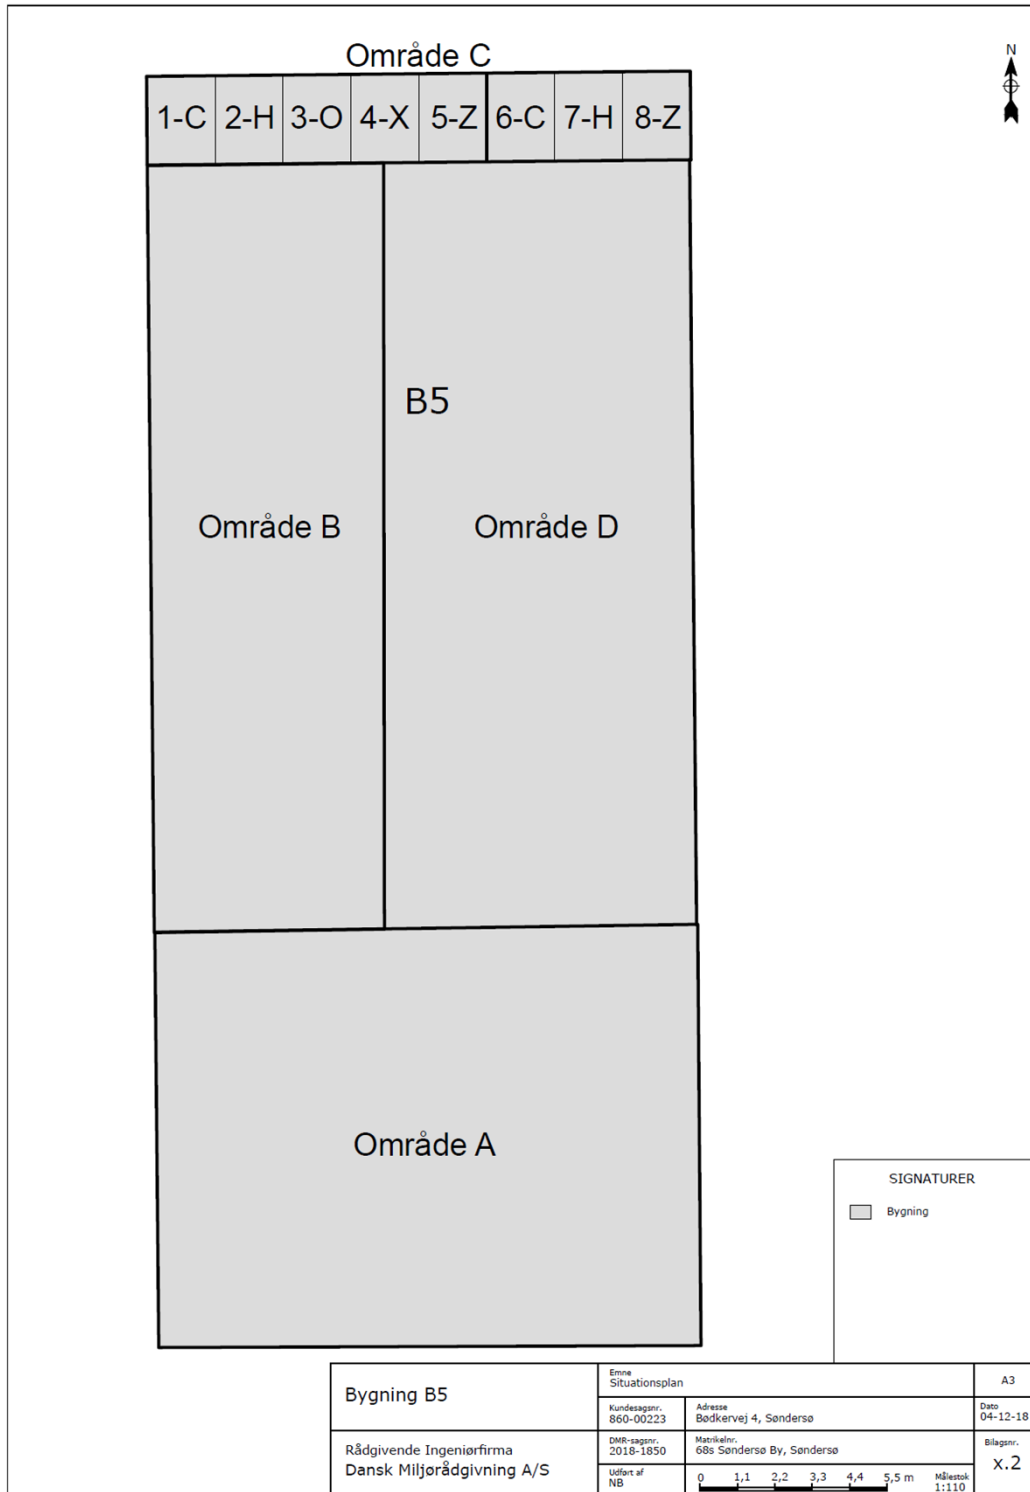 Område C
N
1-C 2-H 3-O 4-X 5-Z 6-C 7-H 8-Z
B5
Område B
Område D
Område A
SIGNATURER
Bygning
Bygning B5
Rådgivende Ingeniørfirma
Dansk Miljørådgivning A/S
Emne
Situationsplan
A3
Kundesagsnr.
860-00223
Adresse
Bødkervej 4, Søndersø
Dato
04-12-18
DMR-sagsnr.
2018-1850
Matrikelnr.
68s Søndersø By, Søndersø
Bilagsnr.
x.2
Udført af
NB
0 1,1 2,2 3,3 4,4 5,5 m
Målestok
1:110